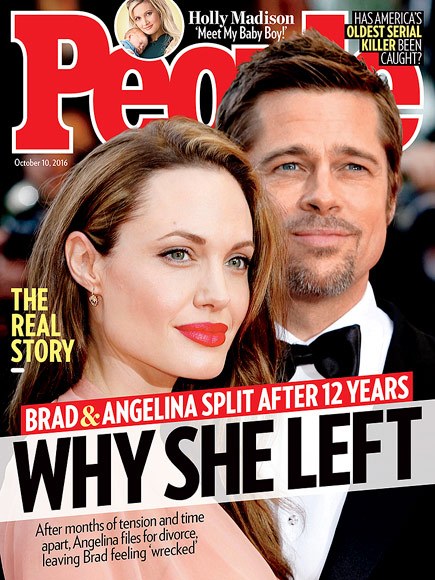 Holly Madison
'Meet My Baby Boy!'
HAS AMERICA'S
OLDEST SERIAL
KILLER BEEN
CAUGHT?
People
October 10, 2016
THE
REAL
STORY
BRAD & ANGELINA SPLIT AFTER 12 YEARS
WHY SHE LEFT
After months of tension and time
apart, Angelina files for divorce,
leaving Brad feeling 'wrecked'